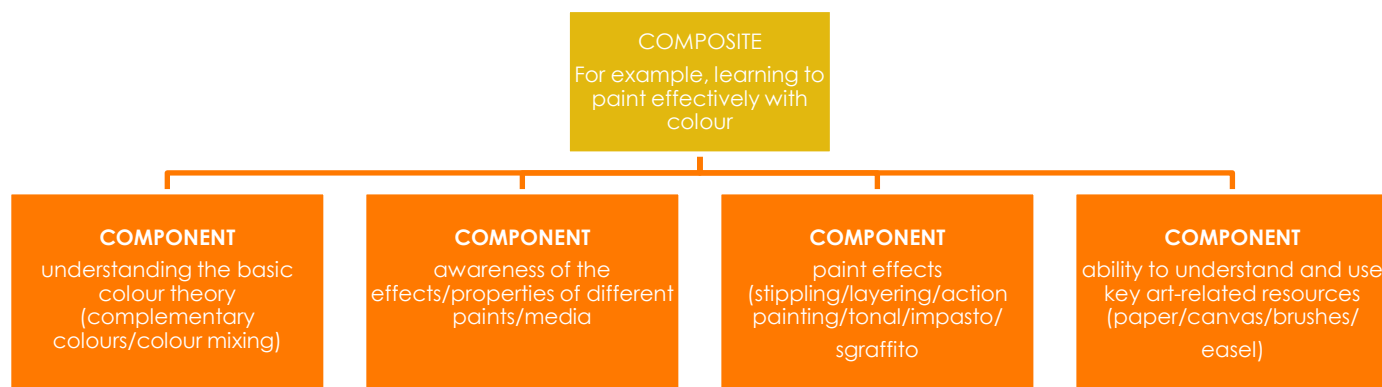 COMPOSITE
For example, learning to
paint effectively with
colour
COMPONENT
understanding the basic
colour theory
(complementary
colours/colour mixing)
COMPONENT
awareness of the
effects/properties of different
paints/media
COMPONENT
paint effects
(stippling/layering/action
painting/tonal/impasto/
sgraffito
COMPONENT
ability to understand and use
key art-related resources
(paper/canvas/brushes/
easel)